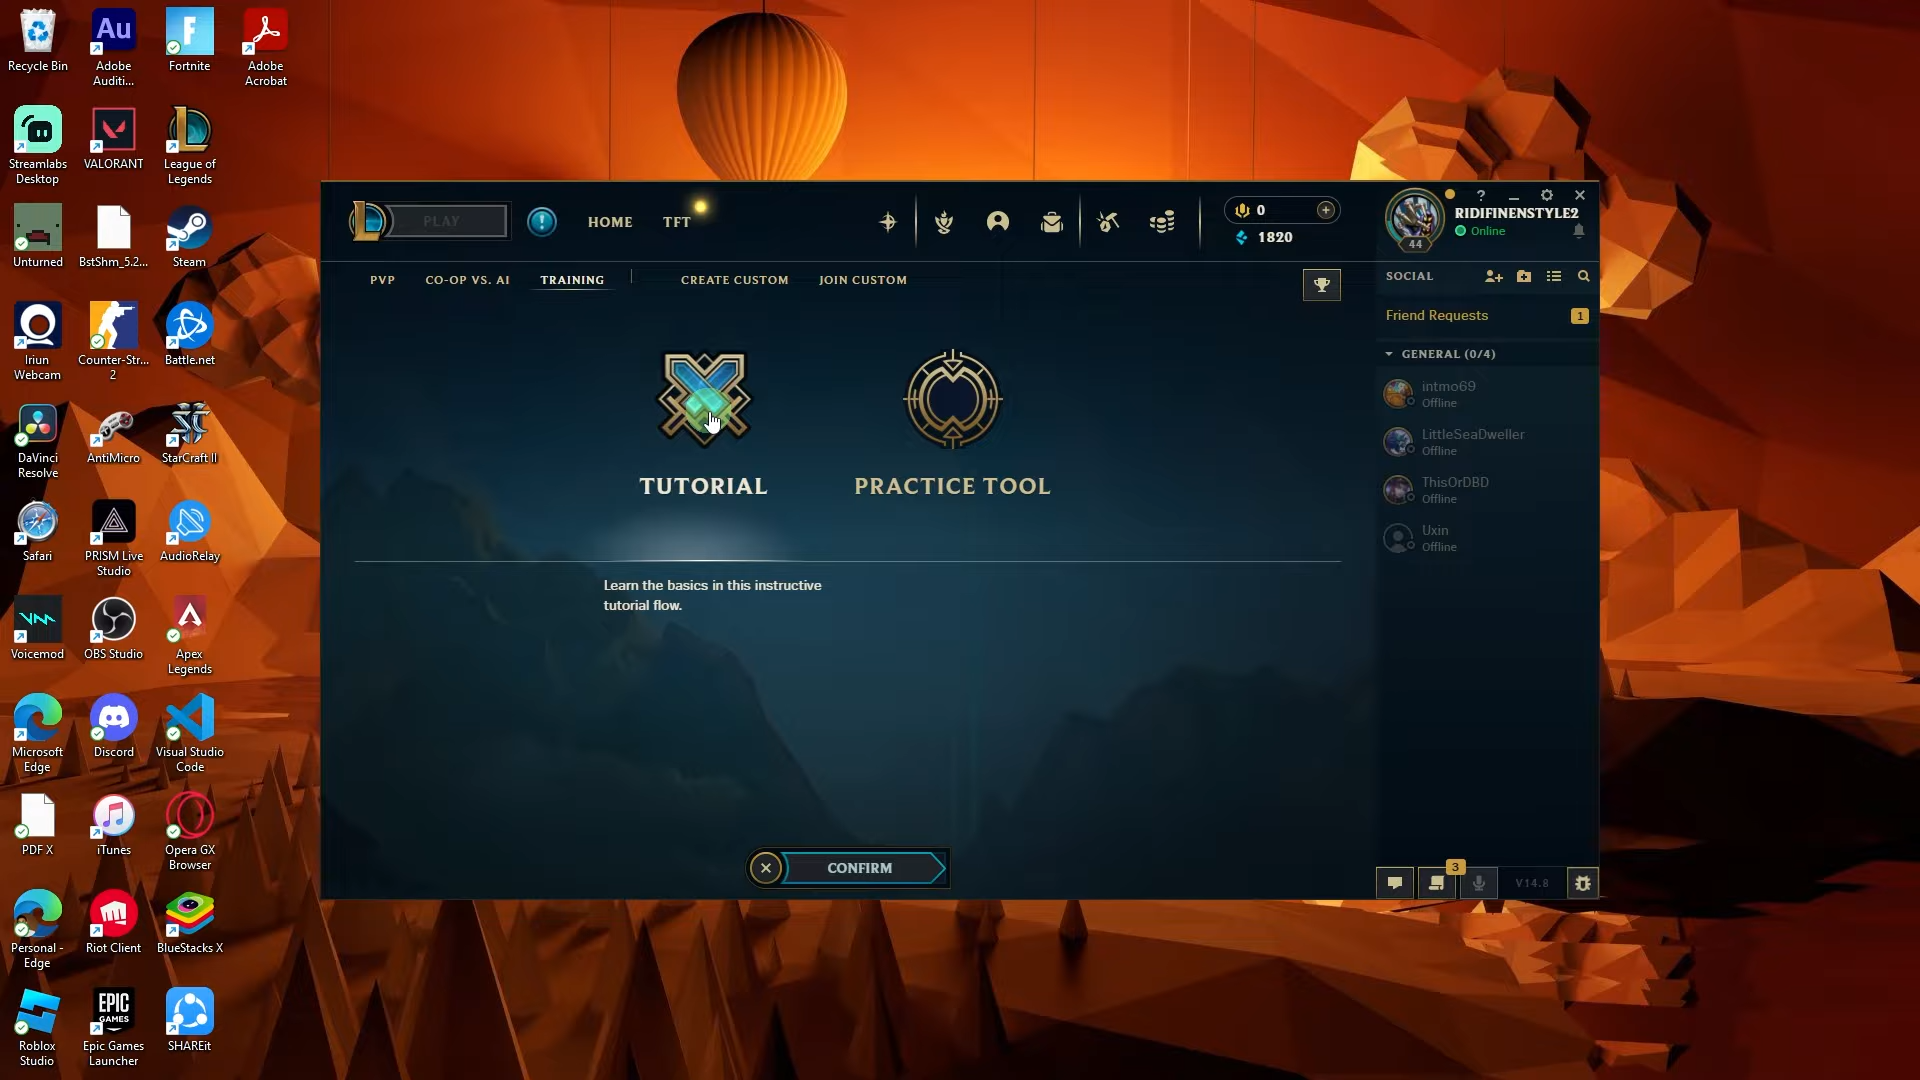 Recycle Bin
Adobe
Auditi...
Fortnite
Adobe
Acrobat
Streamlabs
Desktop
VALORANT
League of
Legends
Unturned
BstShm_5.2...
Steam
Iriun
Webcam
Counter-Str...
2
Battle.net
DaVinci
Resolve
AntiMicro
StarCraft II
Safari
PRISM Live
Studio
AudioRelay
Voicemod
OBS Studio
Apex
Legends
Microsoft
Edge
Discord
Visual Studio
Code
PDF X
iTunes
Opera GX
Browser
Personal -
Edge
Riot Client
BlueStacks X
Roblox
Studio
EPIC
GAMES
Epic Games
Launcher
SHAREit
Au
PLAY
HOME
TFT
0
1820
44
RIDIFINENSTYLE2
Online
PVP
CO-OP VS. AI
TRAINING
CREATE CUSTOM
JOIN CUSTOM
TUTORIAL
PRACTICE TOOL
Learn the basics in this instructive
tutorial flow.
CONFIRM
SOCIAL
Friend Requests
1
GENERAL (0/4)
intmo69
Offline
LittleSeaDweller
Offline
ThisOrDBD
Offline
Uxin
Offline
3
V14.8